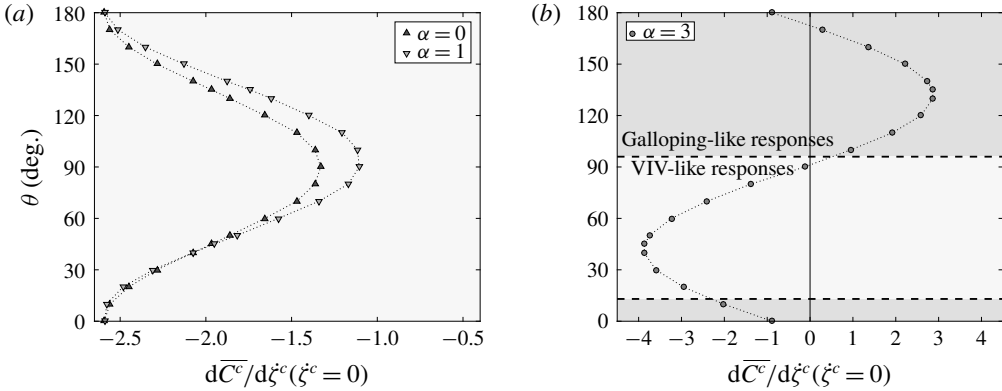 (a)
180
150
120
90
60
30
0
θ (deg.)
α = 0
α = 1
−2.5 −2.0 −1.5 −1.0 −0.5
d\overline{C^c}/dζ̇^c(ζ̇^c = 0)
(b)
180
150
120
90
60
30
0
α = 3
Galloping-like responses
VIV-like responses
−4 −3 −2 −1 0 1 2 3 4
d\overline{C^c}/dζ̇^c(ζ̇^c = 0)